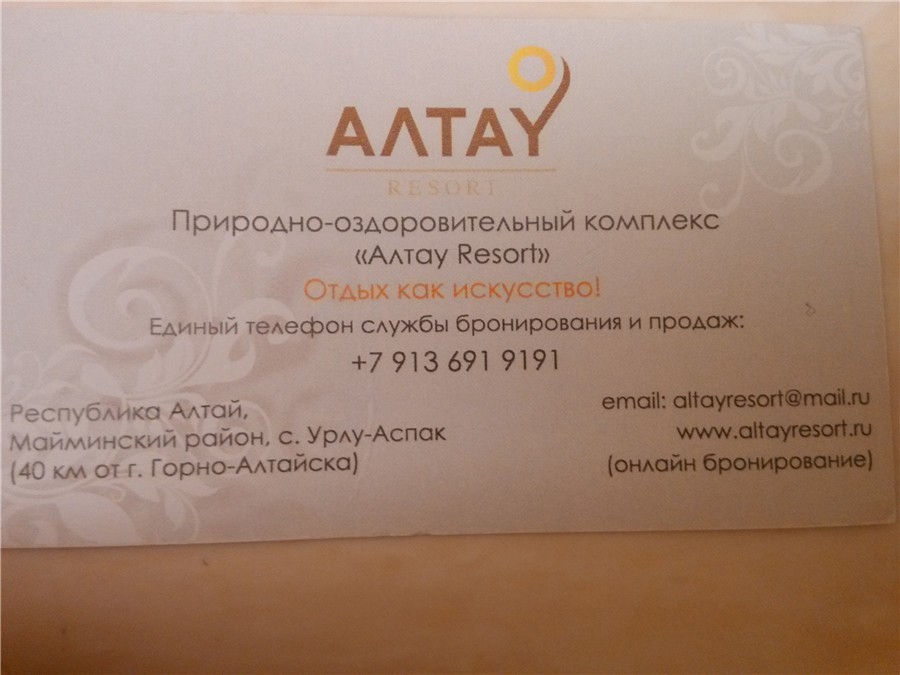 АЛТАУ
RESORT
Природно-оздоровительный комплекс
«Алтау Resort»
Отдых как искусство!
Единый телефон службы бронирования и продаж:
+7 913 691 9191
Республика Алтай,
Майминский район, с. Урлу-Аспак
(40 км от г. Горно-Алтайска)
email: altayresort@mail.ru
www.altayresort.ru
(онлайн бронирование)